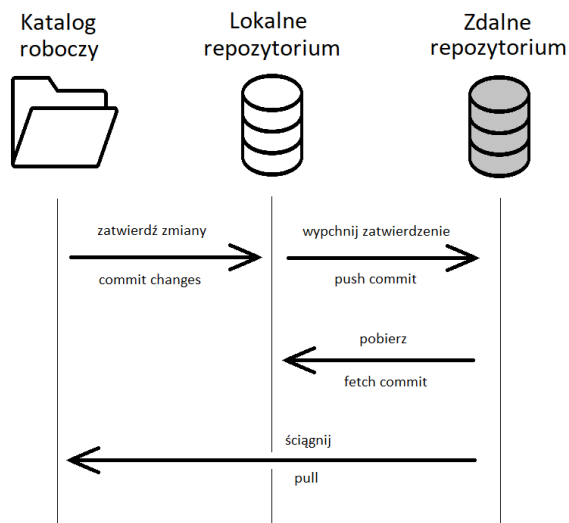 Katalog
roboczy
Lokalne
repozytorium
Zdalne
repozytorium
zatwierdź zmiany
commit changes
wypchnij zatwierdzenie
push commit
pobierz
fetch commit
ściągnij
pull